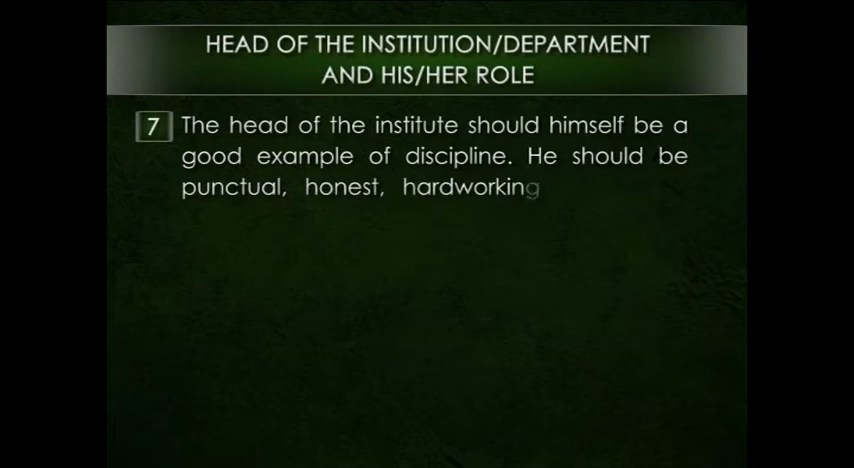 HEAD OF THE INSTITUTION/DEPARTMENT
AND HIS/HER ROLE
7 The head of the institute should himself be a
good example of discipline. He should be
punctual, honest, hardworking